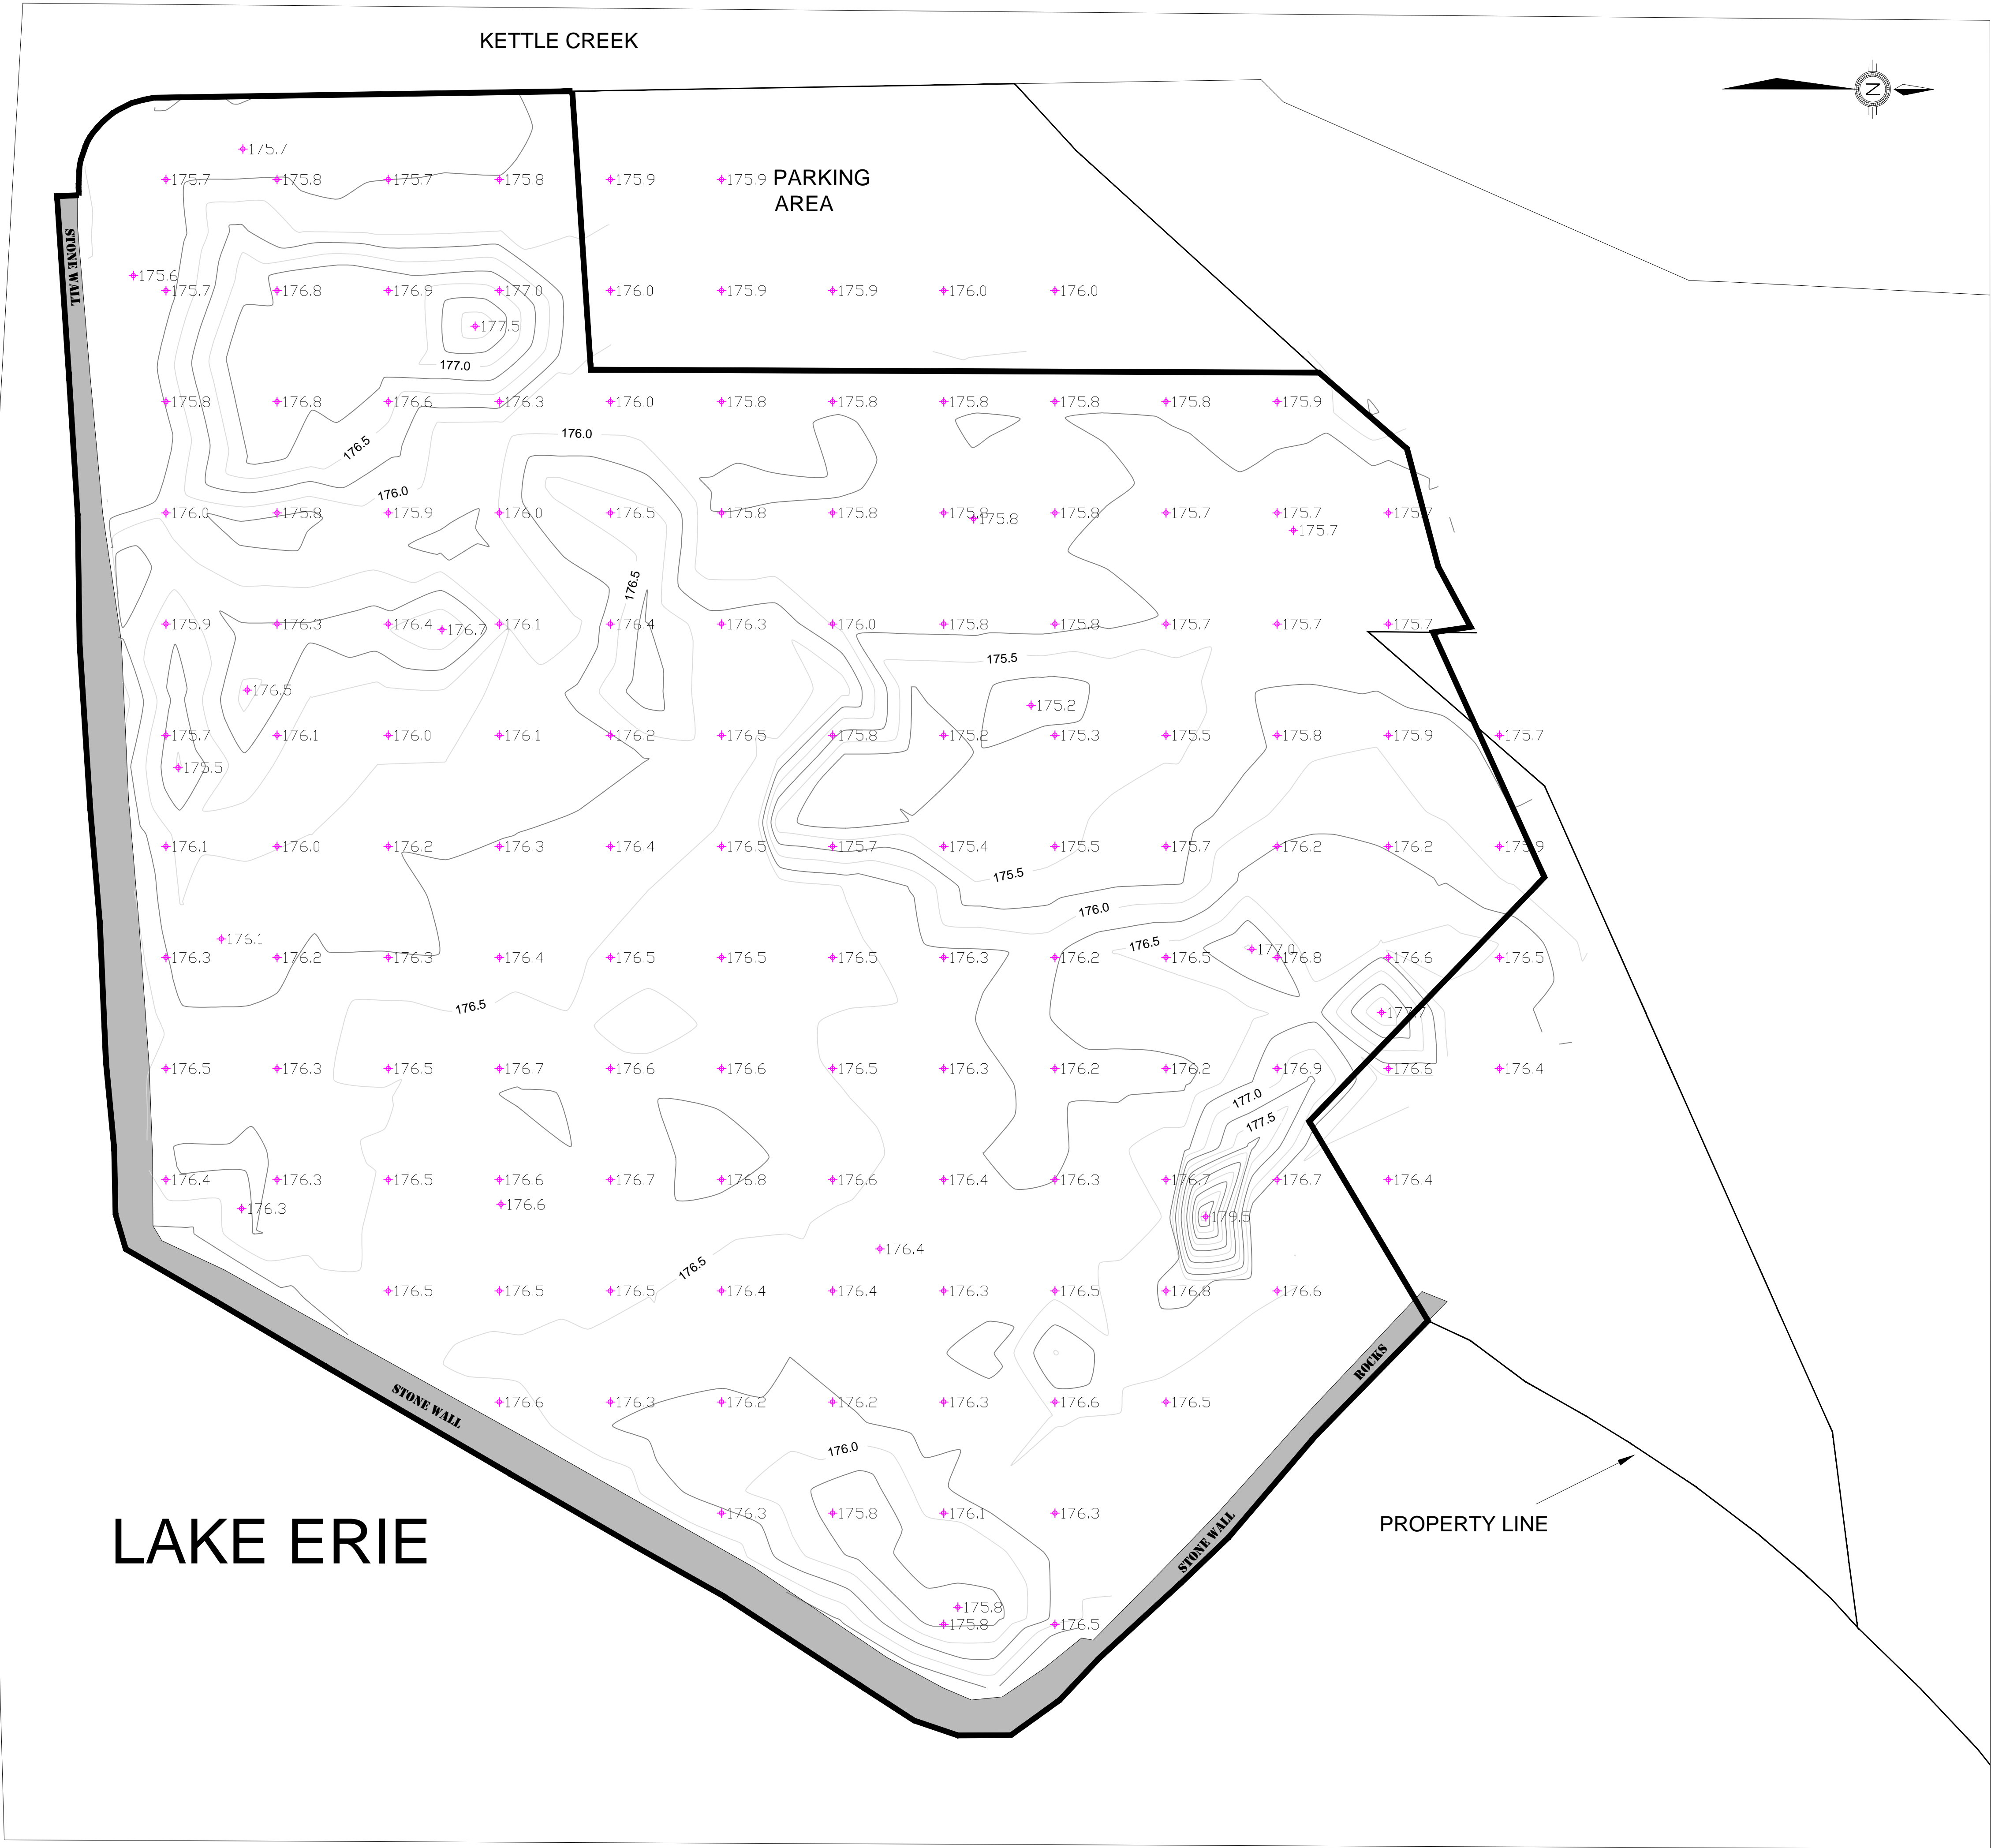 KETTLE CREEK
N
175.7
175.7 175.8 175.7 175.8 175.9 175.9 PARKING
AREA
STONE WALL
175.6
175.7 176.8 176.9 177.0 176.0 175.9 175.9 176.0 176.0
177.5
177.0
175.8 176.8 176.6 176.3 176.0 175.8 175.8 175.8 175.8 175.8 175.9
176.0
176.5
176.0
176.0 175.8 175.9 176.0 176.5 175.8 175.8 175.8 175.8 175.7 175.7 175.7
175.8
175.7
176.5
175.9 176.3 176.4 176.1 176.4 176.3 176.0 175.8 175.8 175.7 175.7 175.7
176.7
175.5
176.5
175.2
175.7 176.1 176.0 176.1 176.2 176.5 175.8 175.2 175.3 175.5 175.8 175.9 175.7
175.5
176.1 176.0 176.2 176.3 176.4 176.5 175.7 175.4 175.5 175.7 176.2 176.2 175.9
175.5
176.0
176.1
176.5
177.0
176.3 176.2 176.3 176.4 176.5 176.5 176.5 176.3 176.2 176.5 176.8 176.6 176.5
176.5
177.7
176.5 176.3 176.5 176.7 176.6 176.6 176.5 176.3 176.2 176.2 176.9 176.6 176.4
177.0
177.5
176.4 176.3 176.5 176.6 176.7 176.8 176.6 176.4 176.3 176.7 176.7 176.4
176.3
176.6
179.5
176.4
176.5
176.5 176.5 176.5 176.4 176.4 176.3 176.5 176.8 176.6
ROCKS
STONE WALL
176.6 176.3 176.2 176.2 176.3 176.6 176.5
176.0
176.3 175.8 176.1 176.3
LAKE ERIE
PROPERTY LINE
STONE WALL
175.8
175.8 176.5